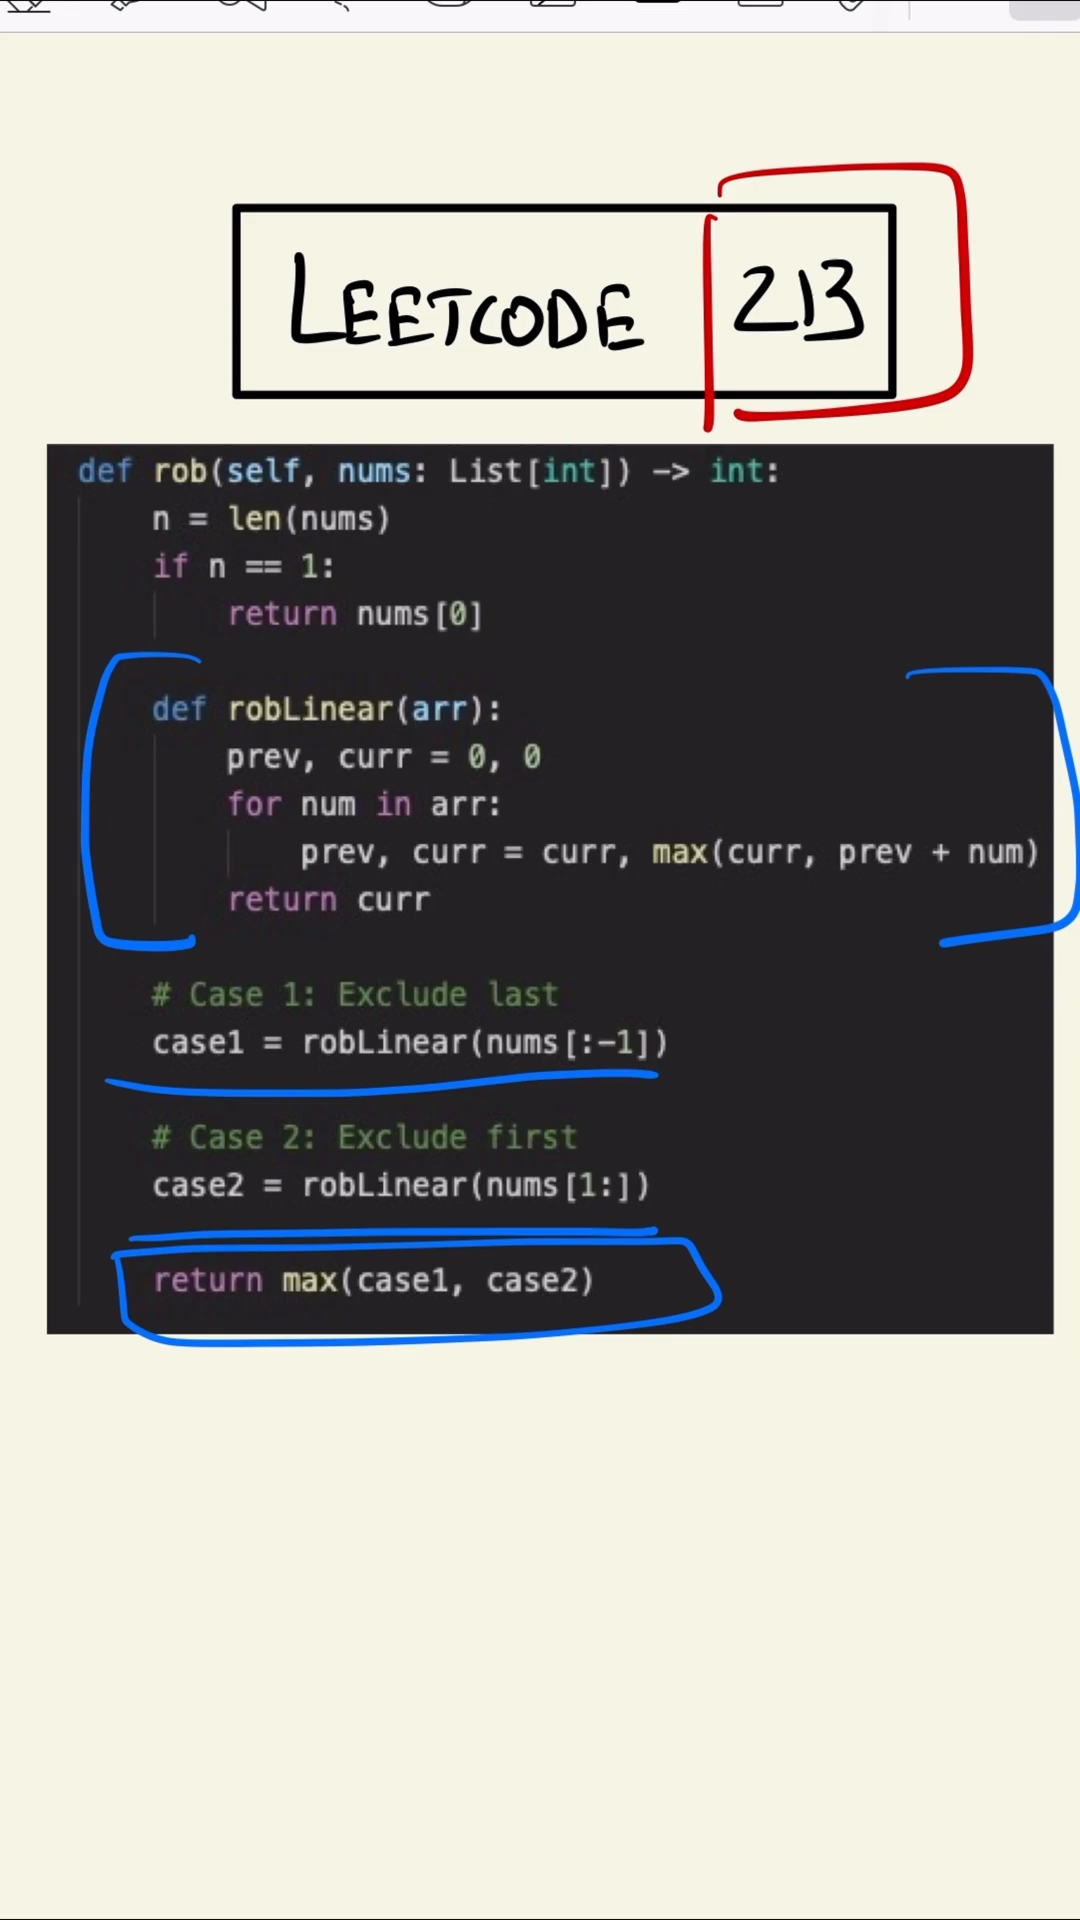 LEETCODE 213
def rob(self, nums: List[int]) -> int:
    n = len(nums)
    if n == 1:
        return nums[0]
    def robLinear(arr):
        prev, curr = 0, 0
        for num in arr:
            prev, curr = curr, max(curr, prev + num)
        return curr
    # Case 1: Exclude last
    case1 = robLinear(nums[:-1])
    # Case 2: Exclude first
    case2 = robLinear(nums[1:])
    return max(case1, case2)